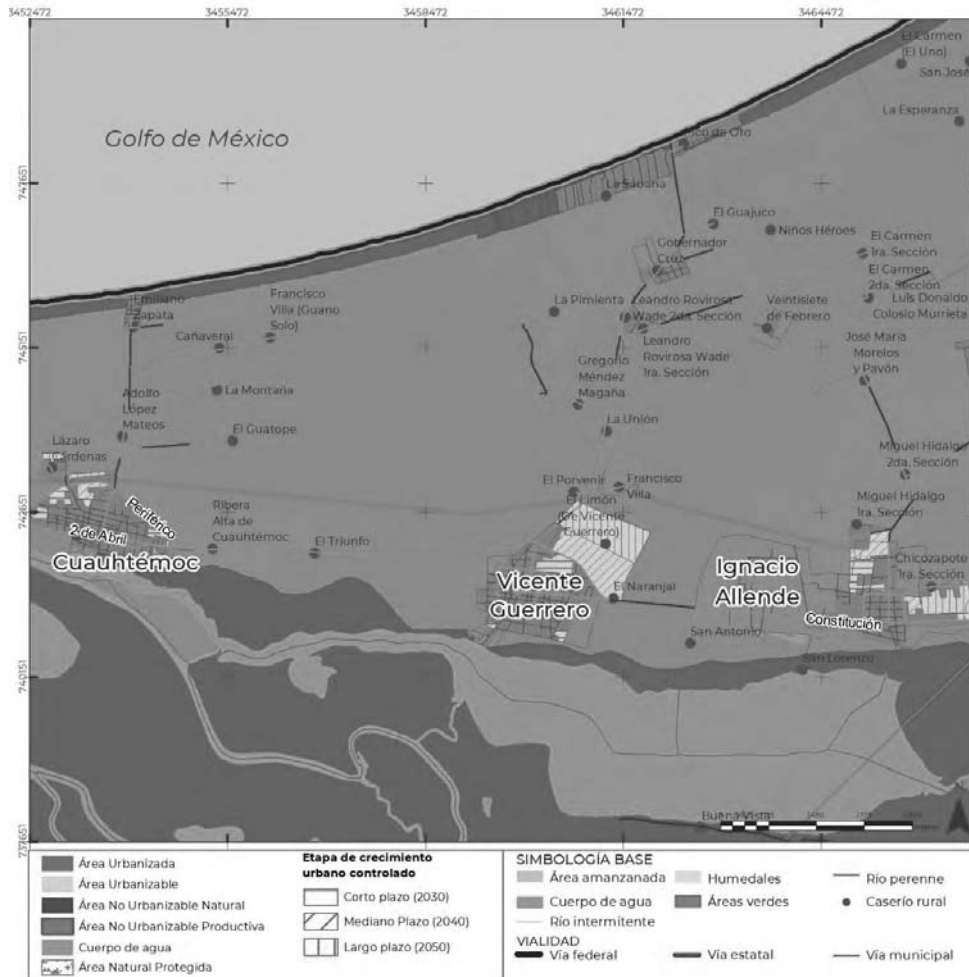 3452472
3455472
3458472
3461472
3464472
El Carmen
(El Uno)
San José
La Esperanza
Golfo de México
Pico de Oro
747651
La Sábana
El Guajuco
Niños Héroes
Gobernador
Cruz
El Carmen
1ra. Sección
El Carmen
2da. Sección
Luis Donaldo
Colosio Murrieta
Emiliano
Zapata
Francisco
Villa (Guano
Solo)
La Pimienta
Leandro Rovirosa
Wade 2da. Sección
Veintisiete
de Febrero
745151
Cañaveral
Leandro
Rovirosa Wade
1ra. Sección
José María
Morelos
y Pavón
Gregorio
Méndez
Magaña
La Montaña
Adolfo
López
Mateos
La Unión
El Guatope
Lázaro
Cárdenas
Miguel Hidalgo
2da. Sección
El Porvenir
Francisco
Villa
El Limón
(De Vicente
Guerrero)
742651
Periférico
Ribera
Alta de
Cuauhtémoc
Miguel Hidalgo
1ra. Sección
2 de Abril
Cuauhtémoc
El Triunfo
Vicente
Guerrero
Ignacio
Allende
Chicozapote
1ra. Sección
El Naranjal
Constitución
San Antonio
San Lorenzo
740151
Buena Vista
737651
Área Urbanizada
Área Urbanizable
Área No Urbanizable Natural
Área No Urbanizable Productiva
Cuerpo de agua
Área Natural Protegida
Etapa de crecimiento
urbano controlado
Corto plazo (2030)
Mediano Plazo (2040)
Largo plazo (2050)
SIMBOLOGÍA BASE
Área amanzanada
Humedales
Río perenne
Cuerpo de agua
Áreas verdes
Caserío rural
Río intermitente
VIALIDAD
Vía federal
Vía estatal
Vía municipal